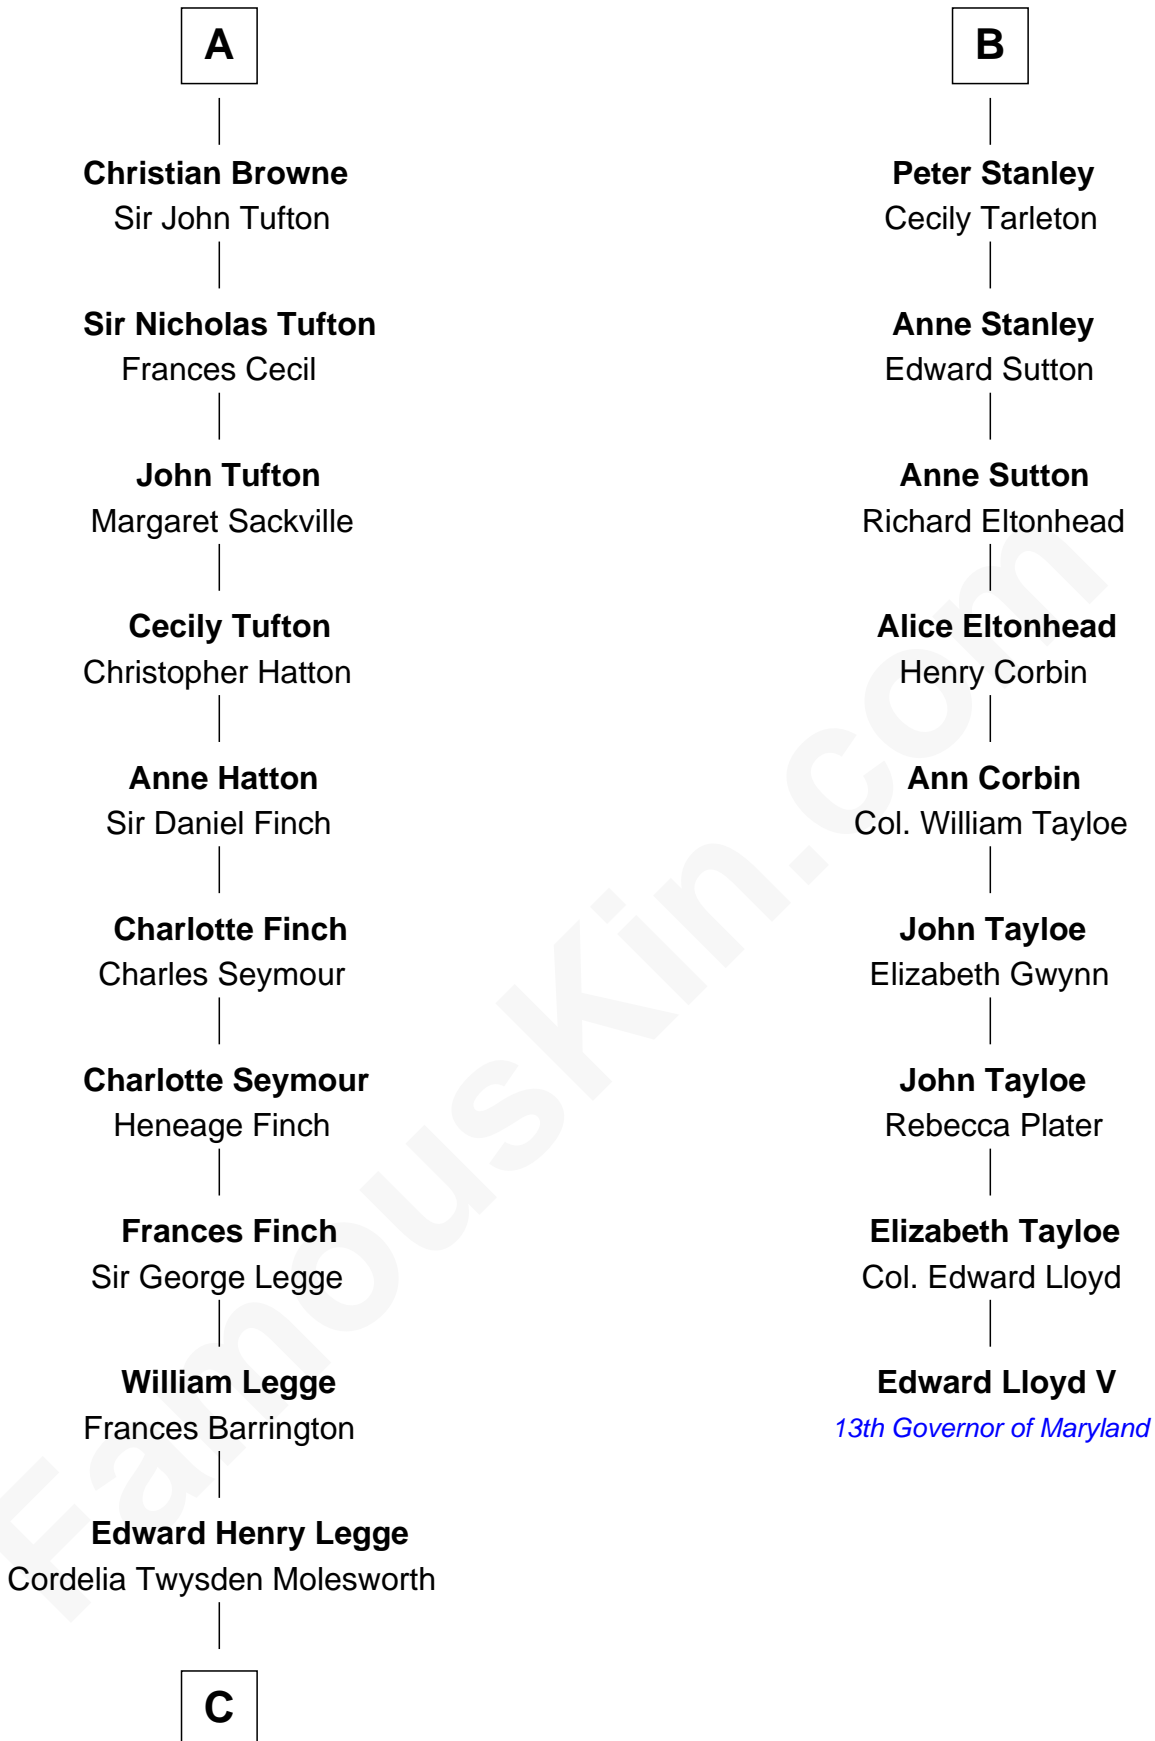 A
Christian Browne
Sir John Tufton
Sir Nicholas Tufton
Frances Cecil
John Tufton
Margaret Sackville
Cecily Tufton
Christopher Hatton
Anne Hatton
Sir Daniel Finch
Charlotte Finch
Charles Seymour
Charlotte Seymour
Heneage Finch
Frances Finch
Sir George Legge
William Legge
Frances Barrington
Edward Henry Legge
Cordelia Twysden Molesworth
C
B
Peter Stanley
Cecily Tarleton
Anne Stanley
Edward Sutton
Anne Sutton
Richard Eltonhead
Alice Eltonhead
Henry Corbin
Ann Corbin
Col. William Tayloe
John Tayloe
Elizabeth Gwynn
John Tayloe
Rebecca Plater
Elizabeth Tayloe
Col. Edward Lloyd
Edward Lloyd V
13th Governor of Maryland
FamousKin.com